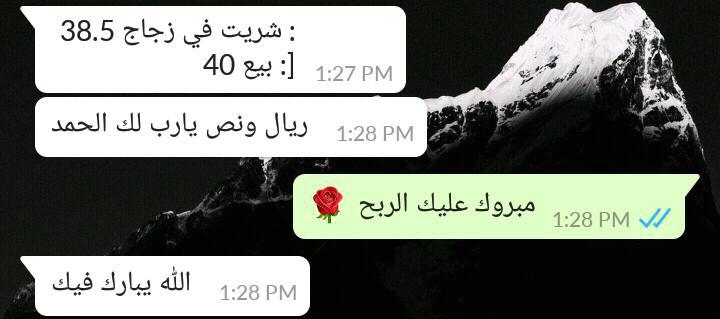 : شريت في زجاج 38.5
[: بيع 40
1:27 PM
ريال ونص يارب لك الحمد
1:28 PM
مبروك عليك الربح 🌹
1:28 PM
الله يبارك فيك
1:28 PM